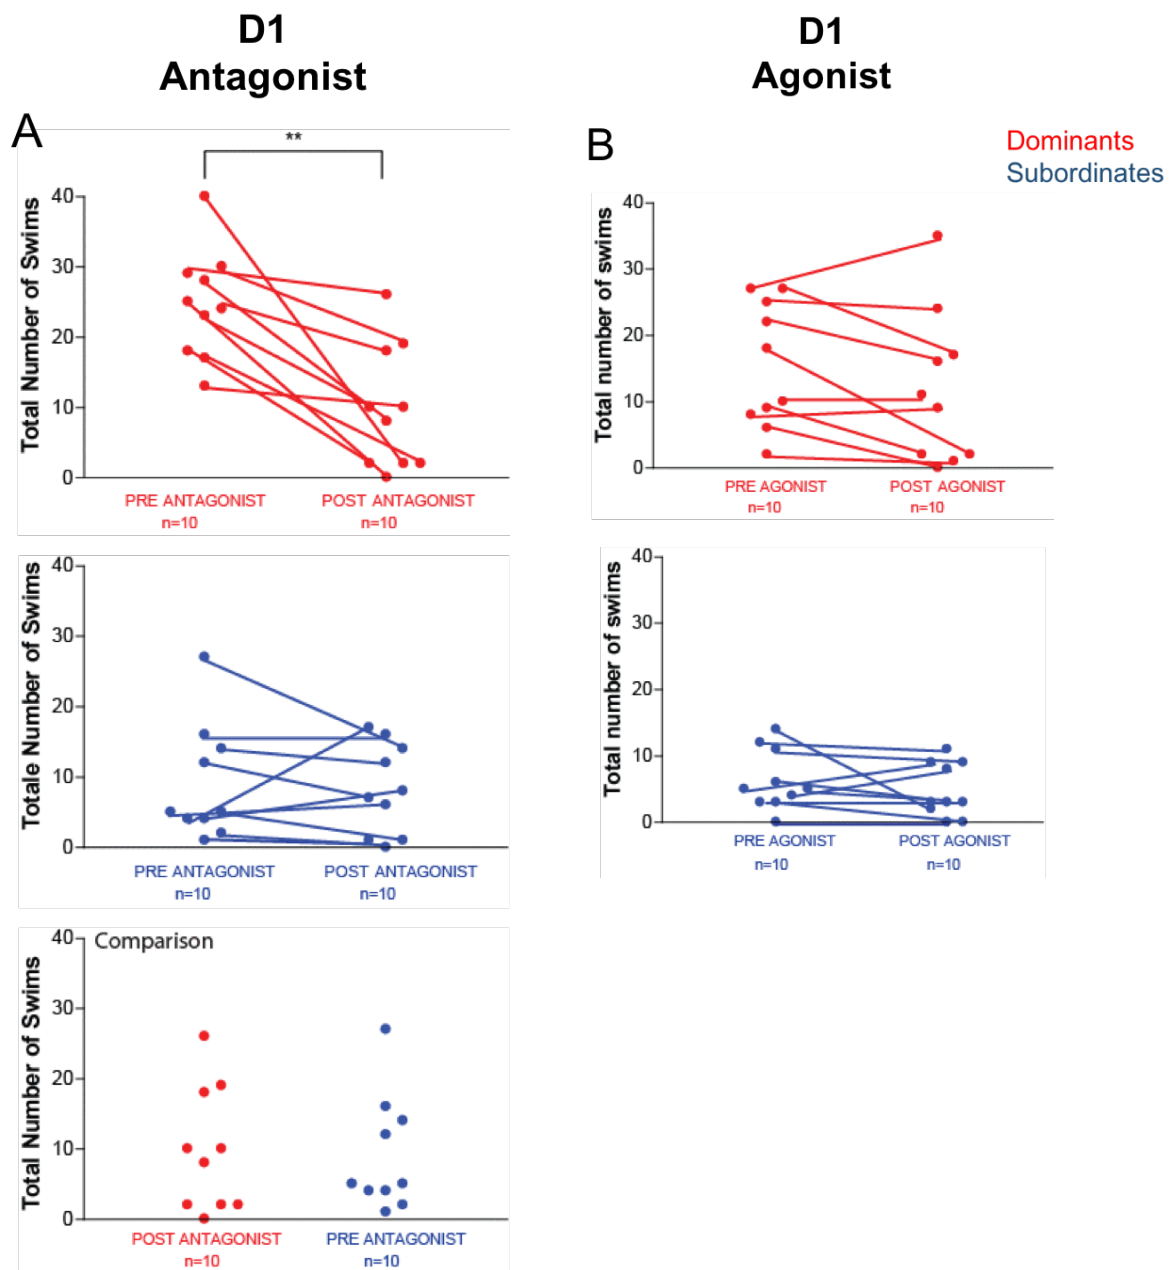 D1
Antagonist
D1
Agonist
A
**
B
Dominants
Subordinates
Total Number of Swims
40
30
20
10
0
PRE ANTAGONIST
POST ANTAGONIST
n=10
n=10
Total number of swims
40
30
20
10
0
PRE AGONIST
POST AGONIST
n=10
n=10
Totale Number of Swims
40
30
20
10
0
PRE ANTAGONIST
POST ANTAGONIST
n=10
n=10
Total number of swims
40
30
20
10
0
PRE AGONIST
POST AGONIST
n=10
n=10
Comparison
Total Number of Swims
40
30
20
10
0
POST ANTAGONIST
PRE ANTAGONIST
n=10
n=10